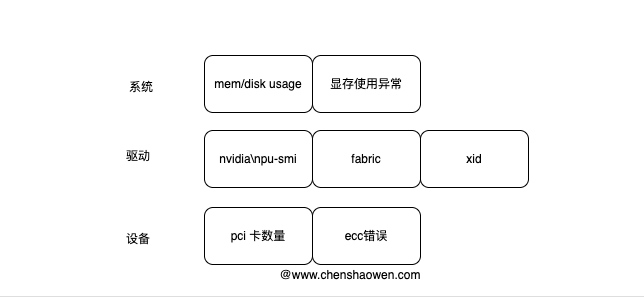 系统
mem/disk usage
显存使用异常
驱动
nvidia\npu-smi
fabric
xid
设备
pci 卡数量
ecc错误
@www.chenshaowen.com